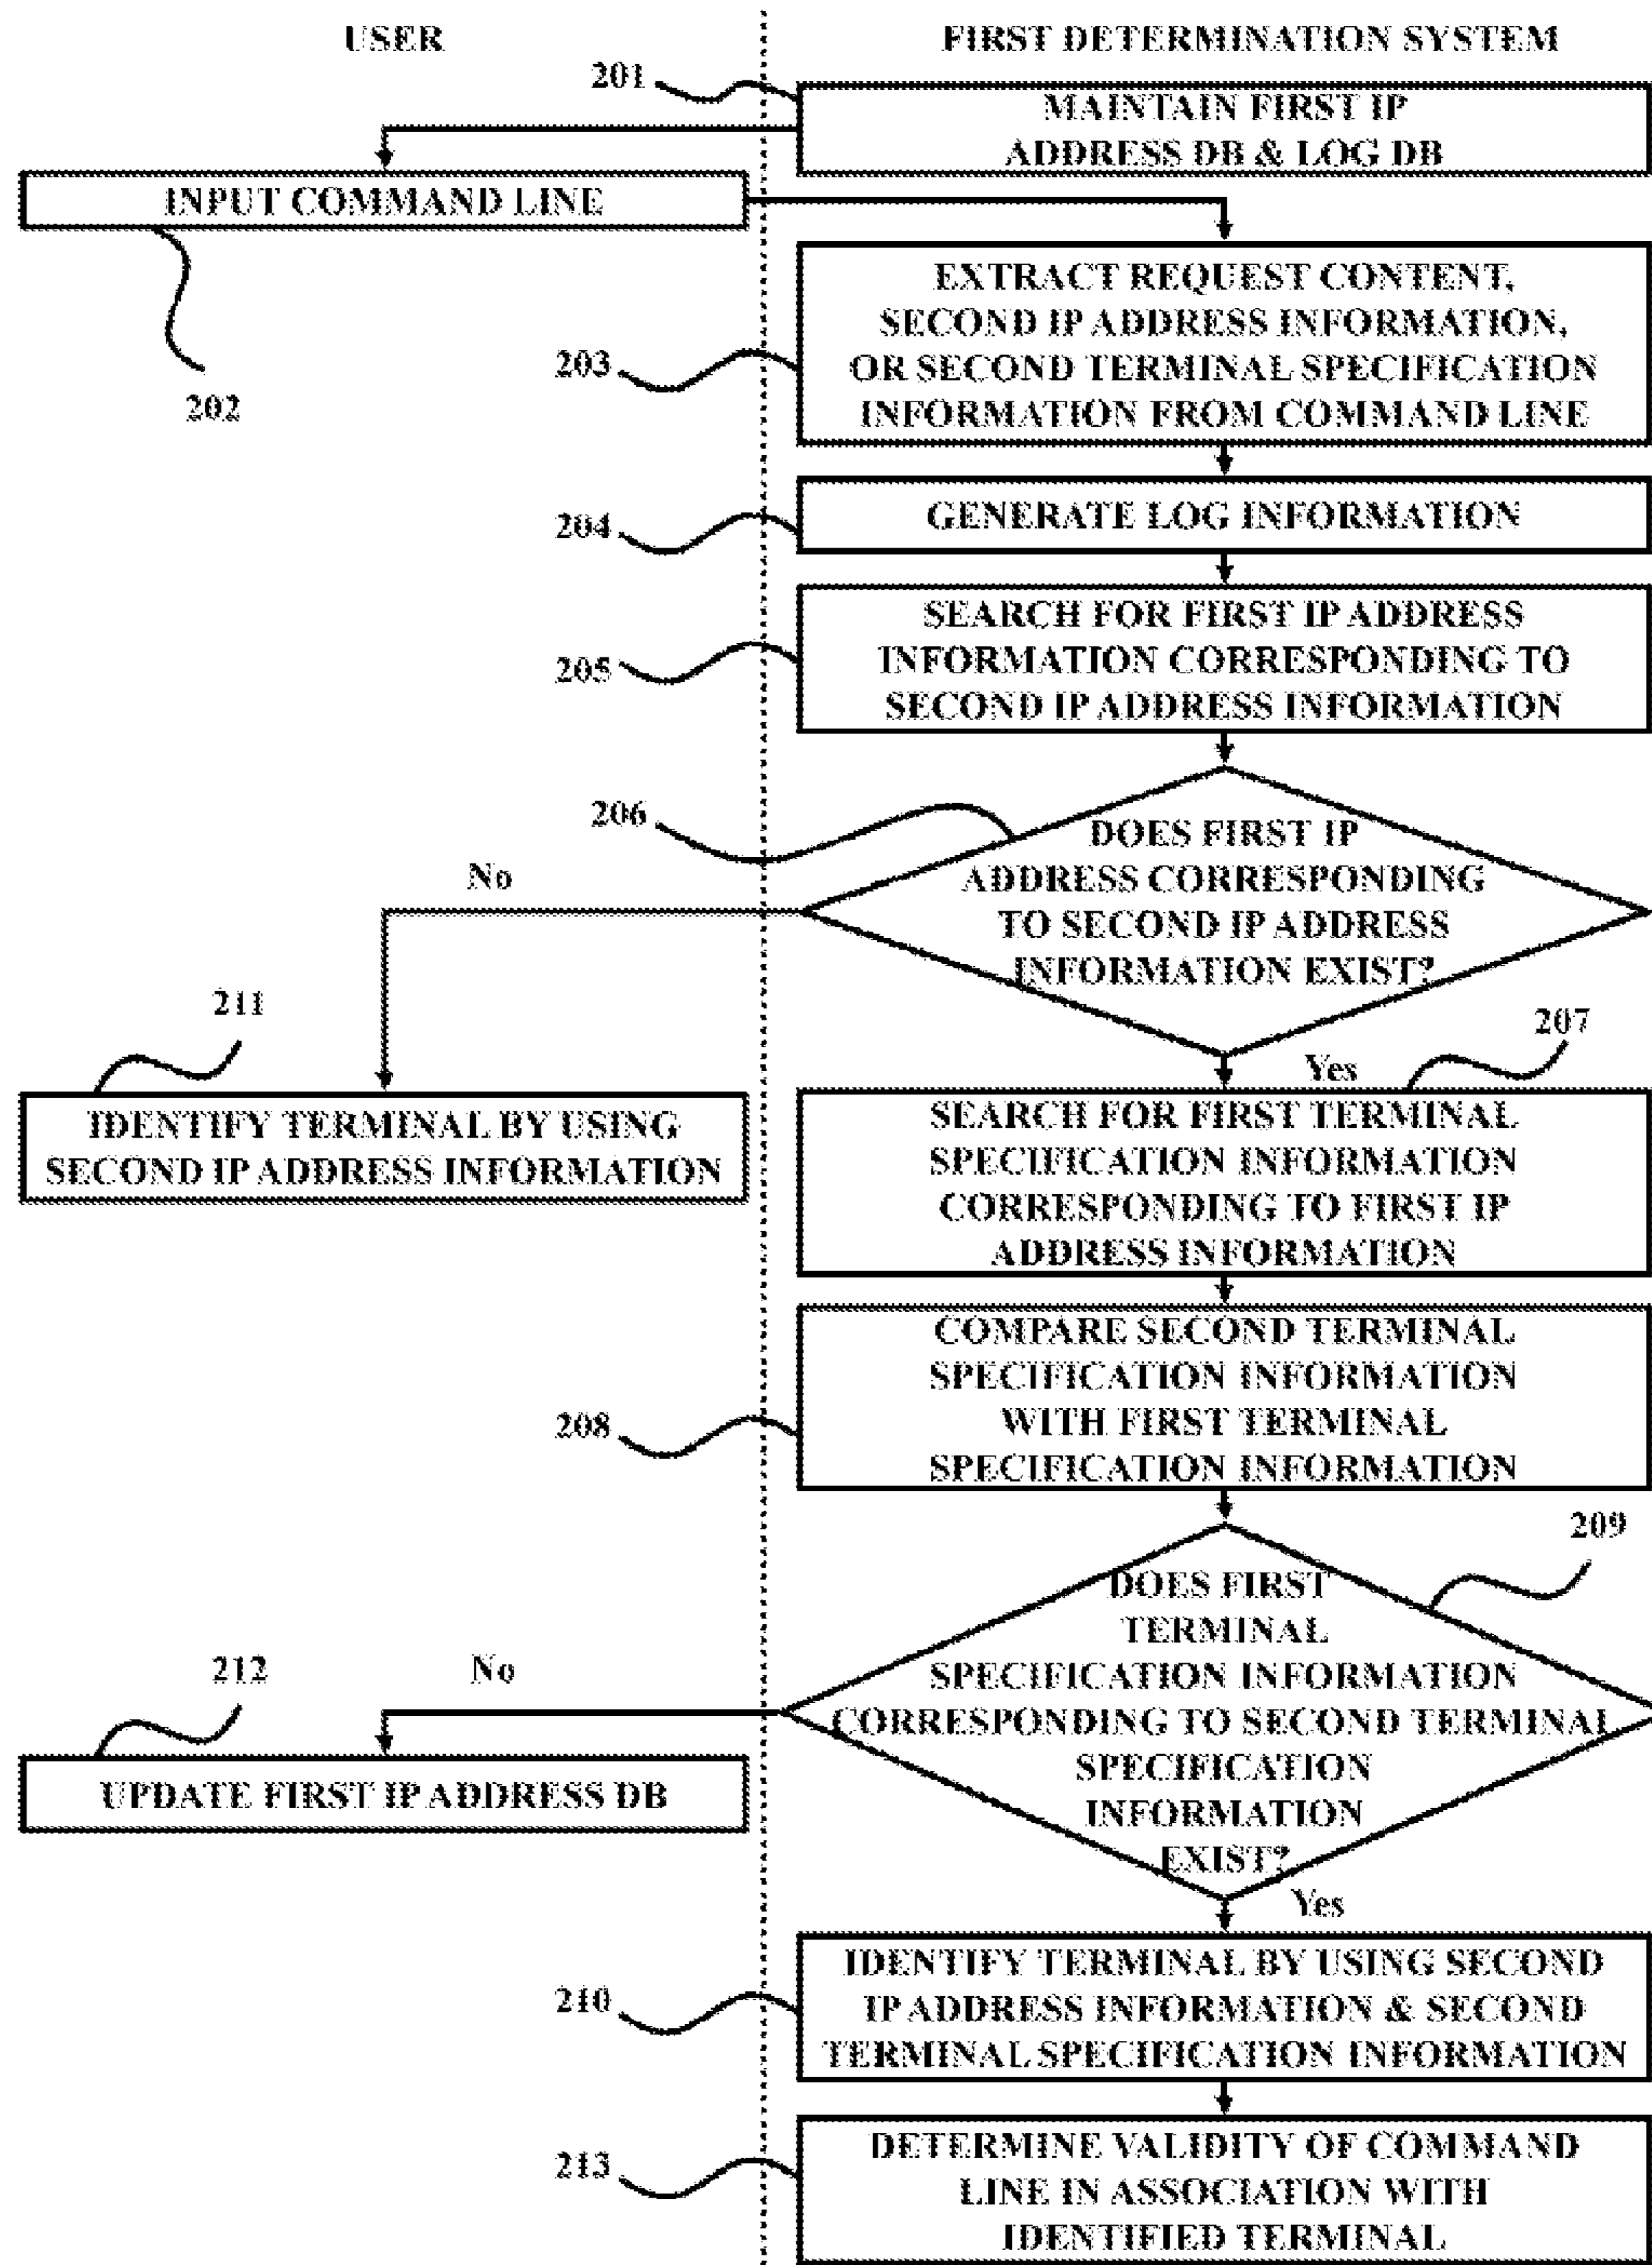 USER
FIRST DETERMINATION SYSTEM
201
MAINTAIN FIRST IP
ADDRESS DB & LOG DB
INPUT COMMAND LINE
202
EXTRACT REQUEST CONTENT,
SECOND IP ADDRESS INFORMATION,
OR SECOND TERMINAL SPECIFICATION
INFORMATION FROM COMMAND LINE
203
GENERATE LOG INFORMATION
204
SEARCH FOR FIRST IP ADDRESS
INFORMATION CORRESPONDING TO
SECOND IP ADDRESS INFORMATION
205
206
DOES FIRST IP
ADDRESS CORRESPONDING
TO SECOND IP ADDRESS
INFORMATION EXIST?
No
211
IDENTIFY TERMINAL BY USING
SECOND IP ADDRESS INFORMATION
Yes
207
SEARCH FOR FIRST TERMINAL
SPECIFICATION INFORMATION
CORRESPONDING TO FIRST IP
ADDRESS INFORMATION
COMPARE SECOND TERMINAL
SPECIFICATION INFORMATION
WITH FIRST TERMINAL
SPECIFICATION INFORMATION
208
209
DOES FIRST
TERMINAL
SPECIFICATION INFORMATION
CORRESPONDING TO SECOND TERMINAL
SPECIFICATION
INFORMATION
EXIST?
No
212
UPDATE FIRST IP ADDRESS DB
Yes
IDENTIFY TERMINAL BY USING SECOND
IP ADDRESS INFORMATION & SECOND
TERMINAL SPECIFICATION INFORMATION
210
DETERMINE VALIDITY OF COMMAND
LINE IN ASSOCIATION WITH
IDENTIFIED TERMINAL
213